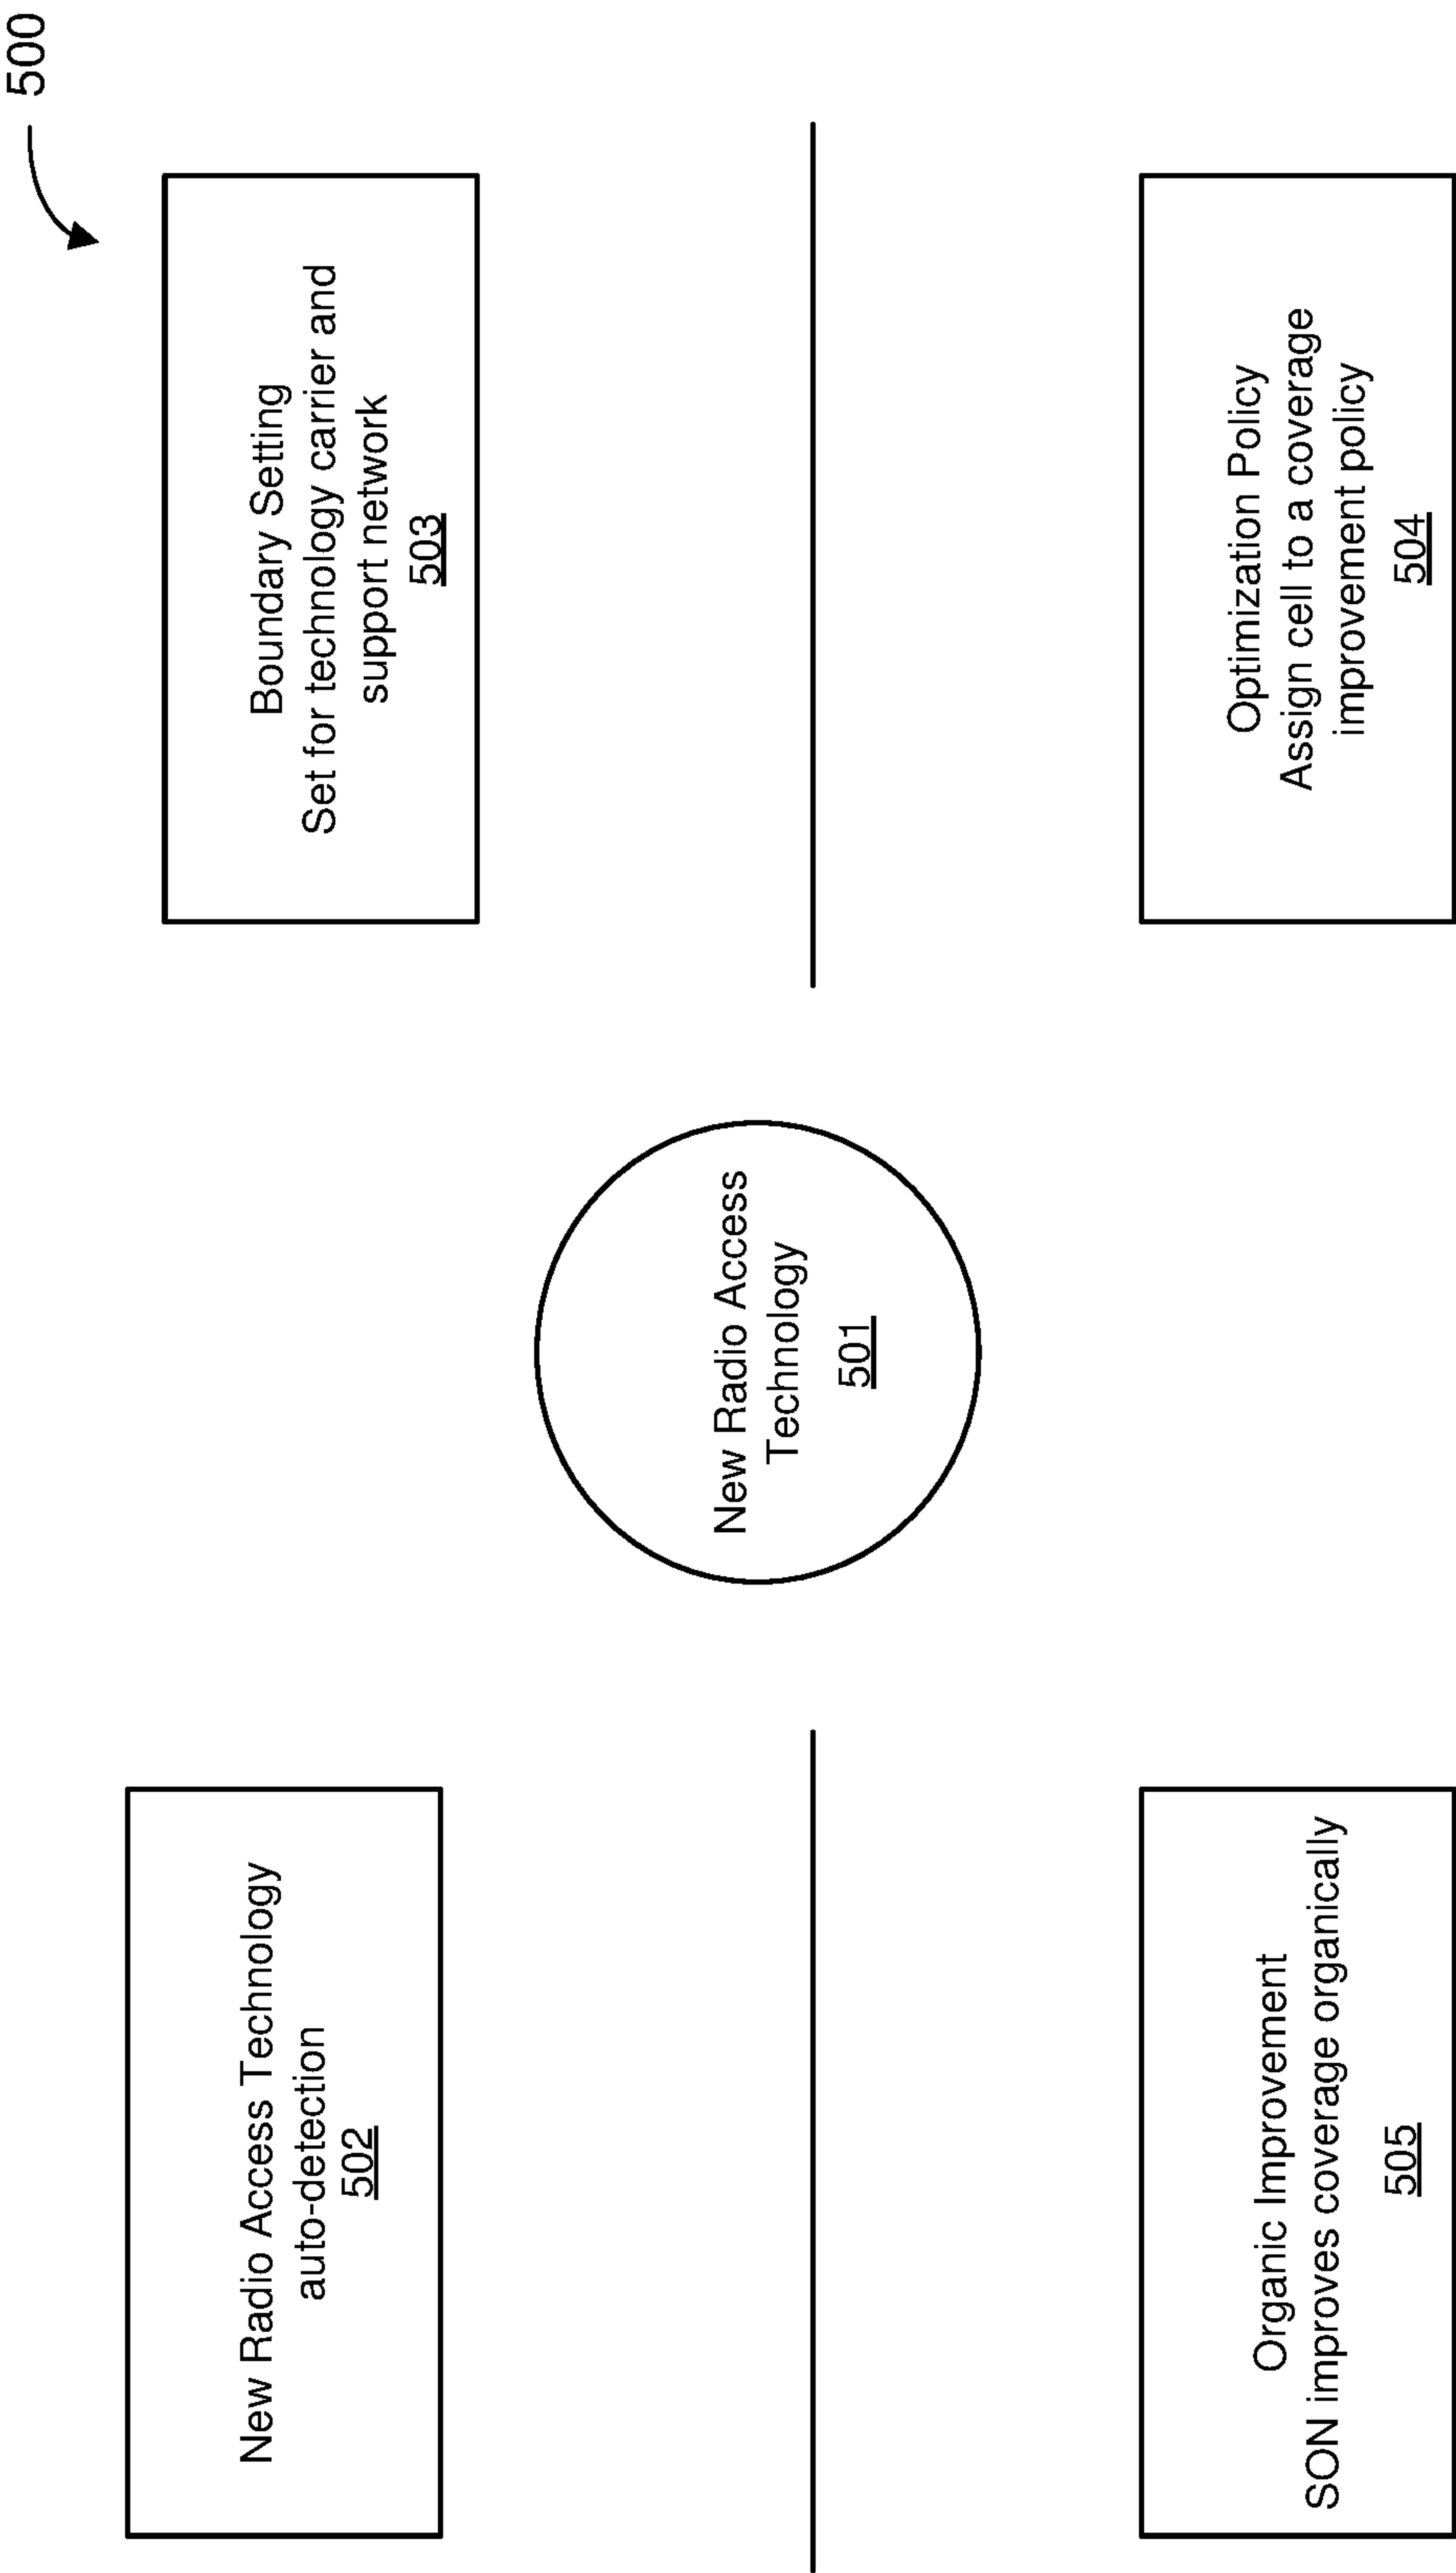 500
New Radio Access Technology
auto-detection
502
Boundary Setting
Set for technology carrier and
support network
503
New Radio Access
Technology
501
Organic Improvement
SON improves coverage organically
505
Optimization Policy
Assign cell to a coverage
improvement policy
504